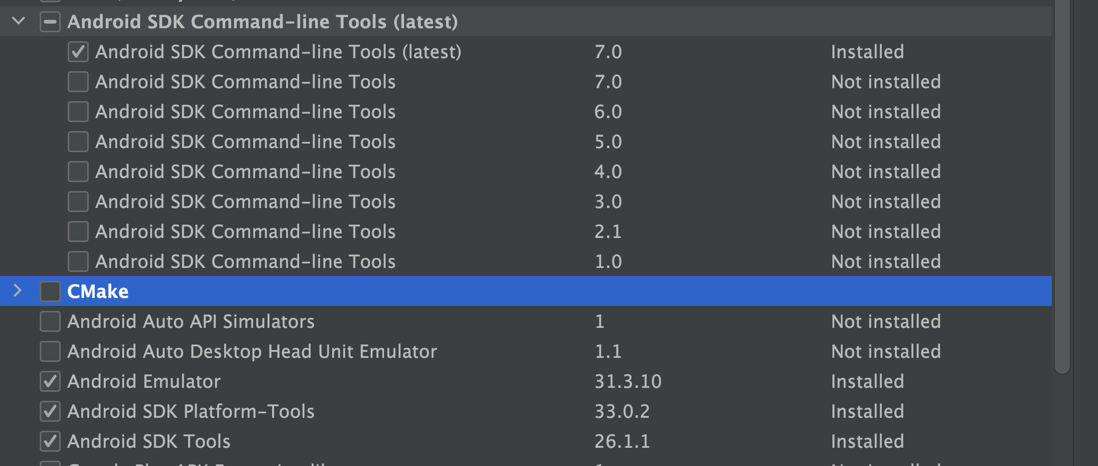 Android SDK Command-line Tools (latest)
Android SDK Command-line Tools (latest) 7.0 Installed
Android SDK Command-line Tools 7.0 Not installed
Android SDK Command-line Tools 6.0 Not installed
Android SDK Command-line Tools 5.0 Not installed
Android SDK Command-line Tools 4.0 Not installed
Android SDK Command-line Tools 3.0 Not installed
Android SDK Command-line Tools 2.1 Not installed
Android SDK Command-line Tools 1.0 Not installed
CMake
Android Auto API Simulators 1 Not installed
Android Auto Desktop Head Unit Emulator 1.1 Not installed
Android Emulator 31.3.10 Installed
Android SDK Platform-Tools 33.0.2 Installed
Android SDK Tools 26.1.1 Installed